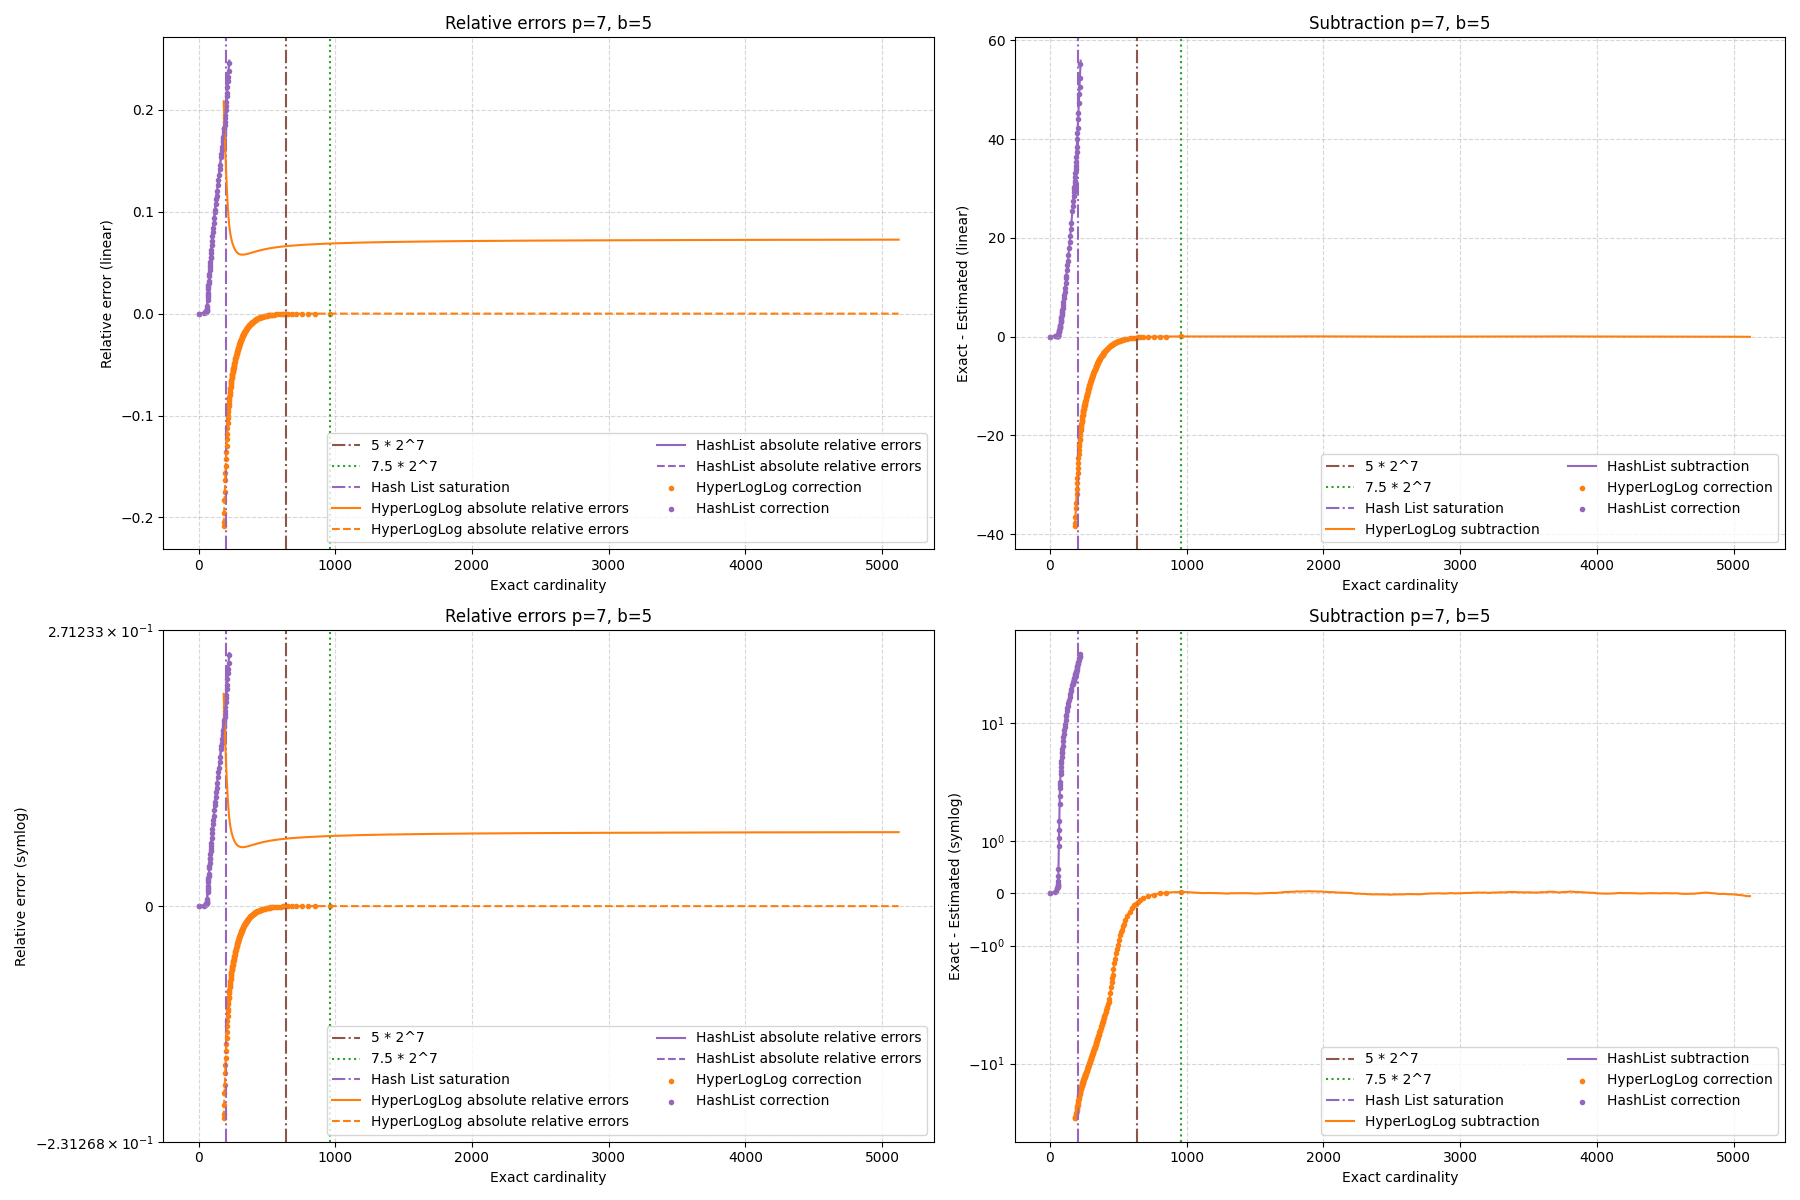 Relative errors p=7, b=5
Relative error (linear)
0.2
0.1
0.0
−0.1
−0.2
5 * 2^7
7.5 * 2^7
Hash List saturation
HyperLogLog absolute relative errors
HyperLogLog absolute relative errors
HashList absolute relative errors
HashList absolute relative errors
HyperLogLog correction
HashList correction
0 1000 2000 3000 4000 5000
Exact cardinality
Subtraction p=7, b=5
Exact - Estimated (linear)
60
40
20
0
−20
−40
5 * 2^7
7.5 * 2^7
Hash List saturation
HyperLogLog subtraction
HashList subtraction
HyperLogLog correction
HashList correction
0 1000 2000 3000 4000 5000
Exact cardinality
Relative errors p=7, b=5
Relative error (symlog)
2.71233 × 10⁻¹
0
−2.31268 × 10⁻¹
5 * 2^7
7.5 * 2^7
Hash List saturation
HyperLogLog absolute relative errors
HyperLogLog absolute relative errors
HashList absolute relative errors
HashList absolute relative errors
HyperLogLog correction
HashList correction
0 1000 2000 3000 4000 5000
Exact cardinality
Subtraction p=7, b=5
Exact - Estimated (symlog)
10¹
10⁰
0
−10⁰
−10¹
5 * 2^7
7.5 * 2^7
Hash List saturation
HyperLogLog subtraction
HashList subtraction
HyperLogLog correction
HashList correction
0 1000 2000 3000 4000 5000
Exact cardinality